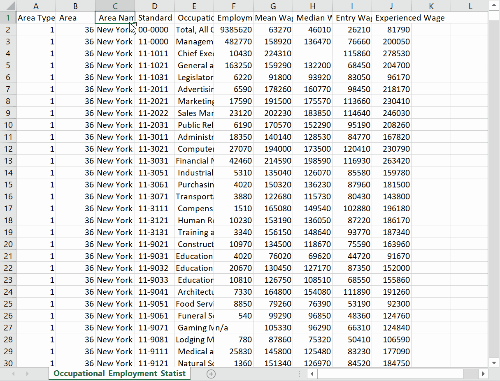 A B C D E F G H I J K L
1 Area Type Area Area Nam Standard Occupatic Employm Mean Wag Median W Entry Wag Experienced Wage
2 1 36 New York 00-0000 Total, All C 9385620 63270 46010 26210 81790
3 1 36 New York 11-0000 Managem 482770 158920 136470 76660 200050
4 1 36 New York 11-1011 Chief Exec 10430 224310 115860 278530
5 1 36 New York 11-1021 General a 163250 159290 132200 68450 204700
6 1 36 New York 11-1031 Legislator 6220 91800 93920 83050 96170
7 1 36 New York 11-2011 Advertisin 6590 178260 160770 98450 218170
8 1 36 New York 11-2021 Marketing 17590 191500 175570 113660 230410
9 1 36 New York 11-2022 Sales Mar 23120 202230 183850 114640 246030
10 1 36 New York 11-2031 Public Rel 6190 170570 152290 95190 208260
11 1 36 New York 11-3011 Administr 18350 140140 128530 84770 167820
12 1 36 New York 11-3021 Compute 27070 194000 173500 120410 230790
13 1 36 New York 11-3031 Financial M 42460 214590 198590 116930 263420
14 1 36 New York 11-3051 Industrial 5310 135040 126070 85580 159780
15 1 36 New York 11-3061 Purchasin 4020 150320 136230 87960 181500
16 1 36 New York 11-3071 Transport 3880 122680 115730 80430 143800
17 1 36 New York 11-3111 Compens 1510 165080 149540 102890 196180
18 1 36 New York 11-3121 Human R 10230 153190 136050 87220 186170
19 1 36 New York 11-3131 Training a 3340 156150 148640 93770 187340
20 1 36 New York 11-9021 Construct 10970 134500 118670 75590 163960
21 1 36 New York 11-9031 Education 4020 76020 69620 44720 91670
22 1 36 New York 11-9032 Education 20670 130450 127170 87350 152000
23 1 36 New York 11-9033 Education 10810 126750 108510 68550 155860
24 1 36 New York 11-9041 Architectu 7330 164800 154080 111890 191260
25 1 36 New York 11-9051 Food Servi 8850 79260 76390 53190 92300
26 1 36 New York 11-9061 Funeral S 540 99290 96850 48360 124760
27 1 36 New York 11-9071 Gaming M n/a 105330 96290 66310 124840
28 1 36 New York 11-9081 Lodging M 780 87860 75320 50410 106590
29 1 36 New York 11-9111 Medical a 25830 145800 125480 83230 177090
30 1 36 New York 11-9121 Natural Sc 1360 151340 126970 84520 184750
Occupational Employment Statist